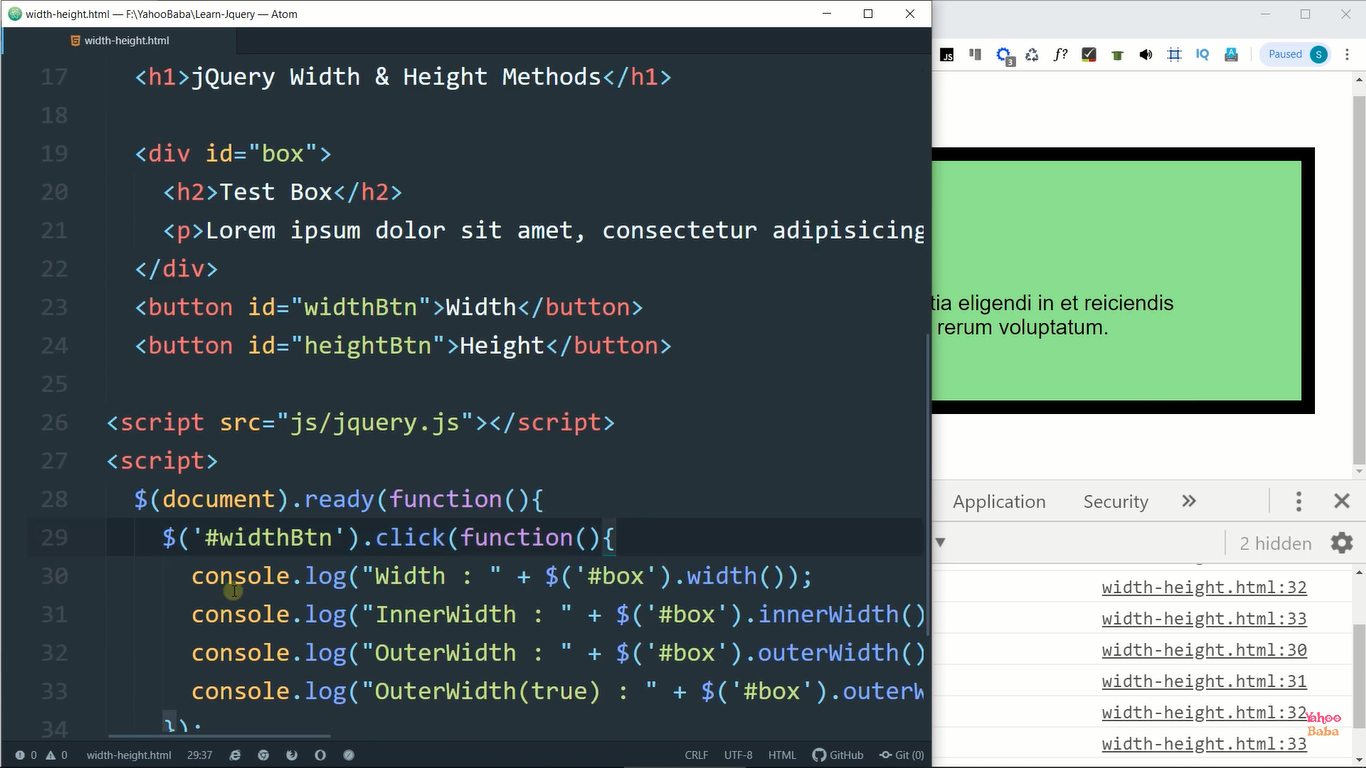 width-height.html — F:\YahooBaba\Learn-Jquery — Atom
width-height.html
17 <h1>jQuery Width & Height Methods</h1>
18
19 <div id="box">
20 <h2>Test Box</h2>
21 <p>Lorem ipsum dolor sit amet, consectetur adipisicing
22 </div>
23 <button id="widthBtn">Width</button>
24 <button id="heightBtn">Height</button>
25
26 <script src="js/jquery.js"></script>
27 <script>
28 $(document).ready(function(){
29 $('#widthBtn').click(function(){
30 console.log("Width : " + $('#box').width());
31 console.log("InnerWidth : " + $('#box').innerWidth()
32 console.log("OuterWidth : " + $('#box').outerWidth()
33 console.log("OuterWidth(true) : " + $('#box').outerW
34 });
0 0 width-height.html 29:37 CRLF UTF-8 HTML GitHub Git (0)
JS 3 f? IQ Paused S
tia eligendi in et reiciendis
rerum voluptatum.
Application Security »
2 hidden
width-height.html:32
width-height.html:33
width-height.html:30
width-height.html:31
width-height.html:32
width-height.html:33
Yahoo
Baba